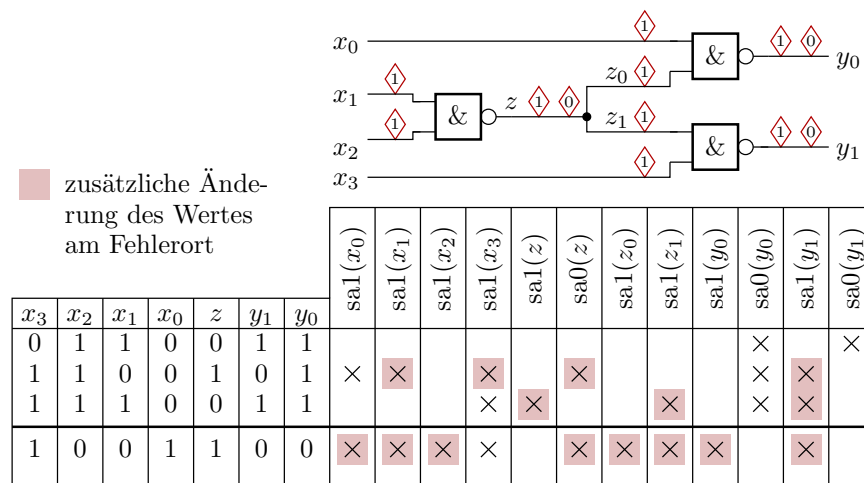 x₀ 1 & 1 0 y₀
x₁ 1 & z 1 0 z₀ 1
x₂ 1 z₁ 1 & 1 0 y₁
x₃ 1
zusätzliche Ände-
rung des Wertes
am Fehlerort
sa1(x₀) sa1(x₁) sa1(x₂) sa1(x₃) sa1(z) sa0(z) sa1(z₀) sa1(z₁) sa1(y₀) sa0(y₀) sa1(y₁) sa0(y₁)
x₃ x₂ x₁ x₀ z y₁ y₀
0 1 1 0 0 1 1 × ×
1 1 0 0 1 0 1 × × × × × ×
1 1 1 0 0 1 1 × × × × ×
1 0 0 1 1 0 0 × × × × × × × × ×